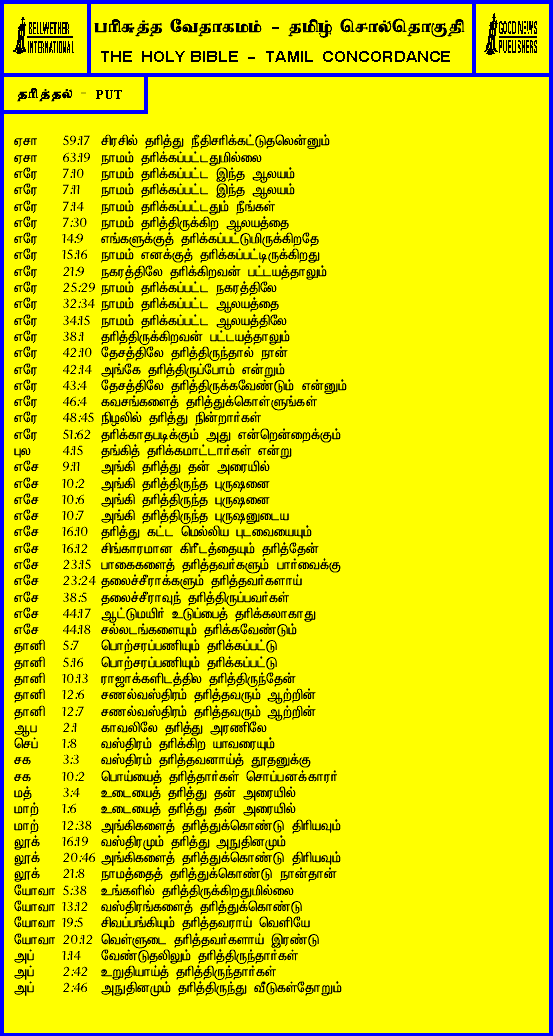 BELLWETHER INTERNATIONAL
பரிசுத்த வேதாகமம் - தமிழ் சொல்தொகுதி
THE HOLY BIBLE - TAMIL CONCORDANCE
GOOD NEWS PUBLISHERS
தரித்தல் - PUT
ஏசா 59:17 சிரசில் தரித்து நீதிசரிக்கட்டுதலென்னும்
ஏசா 63:19 நாமம் தரிக்கப்பட்டதுமில்லை
எரே 7:10 நாமம் தரிக்கப்பட்ட இந்த ஆலயம்
எரே 7:11 நாமம் தரிக்கப்பட்ட இந்த ஆலயம்
எரே 7:14 நாமம் தரிக்கப்பட்டதும் நீங்கள்
எரே 7:30 நாமம் தரித்திருக்கிற ஆலயத்தை
எரே 14:9 எங்களுக்குத் தரிக்கப்பட்டுமிருக்கிறதே
எரே 15:16 நாமம் எனக்குத் தரிக்கப்பட்டிருக்கிறது
எரே 21:9 நகரத்திலே தரிக்கிறவன் பட்டயத்தாலும்
எரே 25:29 நாமம் தரிக்கப்பட்ட நகரத்திலே
எரே 32:34 நாமம் தரிக்கப்பட்ட ஆலயத்தை
எரே 34:15 நாமம் தரிக்கப்பட்ட ஆலயத்திலே
எரே 38:1 தரித்திருக்கிறவன் பட்டயத்தாலும்
எரே 42:10 தேசத்திலே தரித்திருந்தால் நான்
எரே 42:14 அங்கே தரித்திருப்போம் என்றும்
எரே 43:4 தேசத்திலே தரித்திருக்கவேண்டும் என்னும்
எரே 46:4 கவசங்களைத் தரித்துக்கொள்ளுங்கள்
எரே 48:45 நிழலில் தரித்து நின்றார்கள்
எரே 51:62 தரிக்காதபடிக்கும் அது என்றென்றைக்கும்
புல 4:15 தங்கித் தரிக்கமாட்டார்கள் என்று
எசே 9:11 அங்கி தரித்து தன் அரையில்
எசே 10:2 அங்கி தரித்திருந்த புருஷனை
எசே 10:6 அங்கி தரித்திருந்த புருஷனை
எசே 10:7 அங்கி தரித்திருந்த புருஷனுடைய
எசே 16:10 தரித்து கட்ட மெல்லிய புடவையையும்
எசே 16:12 சிங்காரமான கிரீடத்தையும் தரித்தேன்
எசே 23:15 பாகைகளைத் தரித்தவர்களும் பார்வைக்கு
எசே 23:24 தலைச்சீராக்களும் தரித்தவர்களாய்
எசே 38:5 தலைச்சீராவுந் தரித்திருப்பவர்கள்
எசே 44:17 ஆட்டுமயிர் உடுப்பைத் தரிக்கலாகாது
எசே 44:18 சல்லடங்களையும் தரிக்கவேண்டும்
தானி 5:7 பொற்சரப்பணியும் தரிக்கப்பட்டு
தானி 5:16 பொற்சரப்பணியும் தரிக்கப்பட்டு
தானி 10:13 ராஜாக்களிடத்தில தரித்திருந்தேன்
தானி 12:6 சணல்வஸ்திரம் தரித்தவரும் ஆற்றின்
தானி 12:7 சணல்வஸ்திரம் தரித்தவரும் ஆற்றின்
ஆப 2:1 காவலிலே தரித்து அரணிலே
செப் 1:8 வஸ்திரம் தரிக்கிற யாவரையும்
சக 3:3 வஸ்திரம் தரித்தவனாய்த் தூதனுக்கு
சக 10:2 பொய்யைத் தரித்தார்கள் சொப்பனக்காரர்
மத் 3:4 உடையைத் தரித்து தன் அரையில்
மாற் 1:6 உடையைத் தரித்து தன் அரையில்
மாற் 12:38 அங்கிகளைத் தரித்துக்கொண்டு திரியவும்
லூக் 16:19 வஸ்திரமும் தரித்து அநுதினமும்
லூக் 20:46 அங்கிகளைத் தரித்துக்கொண்டு திரியவும்
லூக் 21:8 நாமத்தைத் தரித்துக்கொண்டு நான்தான்
யோவா 5:38 உங்களில் தரித்திருக்கிறதுமில்லை
யோவா 13:12 வஸ்திரங்களைத் தரித்துக்கொண்டு
யோவா 19:5 சிவப்பங்கியும் தரித்தவராய் வெளியே
யோவா 20:12 வெள்ளுடை தரித்தவர்களாய் இரண்டு
அப் 1:14 வேண்டுதலிலும் தரித்திருந்தார்கள்
அப் 2:42 உறுதியாய்த் தரித்திருந்தார்கள்
அப் 2:46 அநுதினமும் தரித்திருந்து வீடுகள்தோறும்